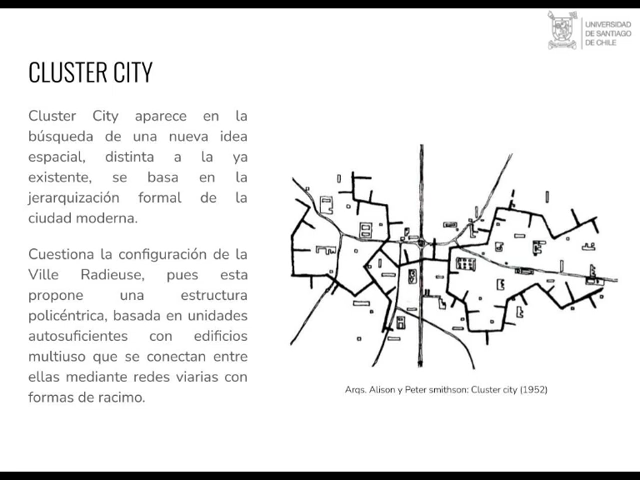 UNIVERSIDAD
DE SANTIAGO
DE CHILE
CLUSTER CITY
Cluster City aparece en la
búsqueda de una nueva idea
espacial, distinta a la ya
existente, se basa en la
jerarquización formal de la
ciudad moderna.
Cuestiona la configuración de la
Ville Radieuse, pues esta
propone una estructura
policéntrica, basada en unidades
autosuficientes con edificios
multiuso que se conectan entre
ellas mediante redes viarias con
formas de racimo.
Arqs. Alison y Peter smithson: Cluster city (1952)